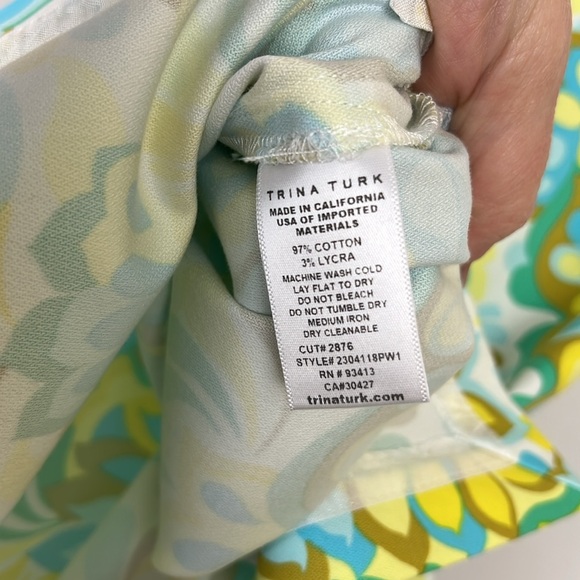 TRINA TURK
MADE IN CALIFORNIA
USA OF IMPORTED
MATERIALS
97% COTTON
3% LYCRA
MACHINE WASH COLD
LAY FLAT TO DRY
DO NOT BLEACH
DO NOT TUMBLE DRY
MEDIUM IRON
DRY CLEANABLE
CUT# 2876
STYLE# 2304118PW1
RN # 93413
CA#30427
trinaturk.com